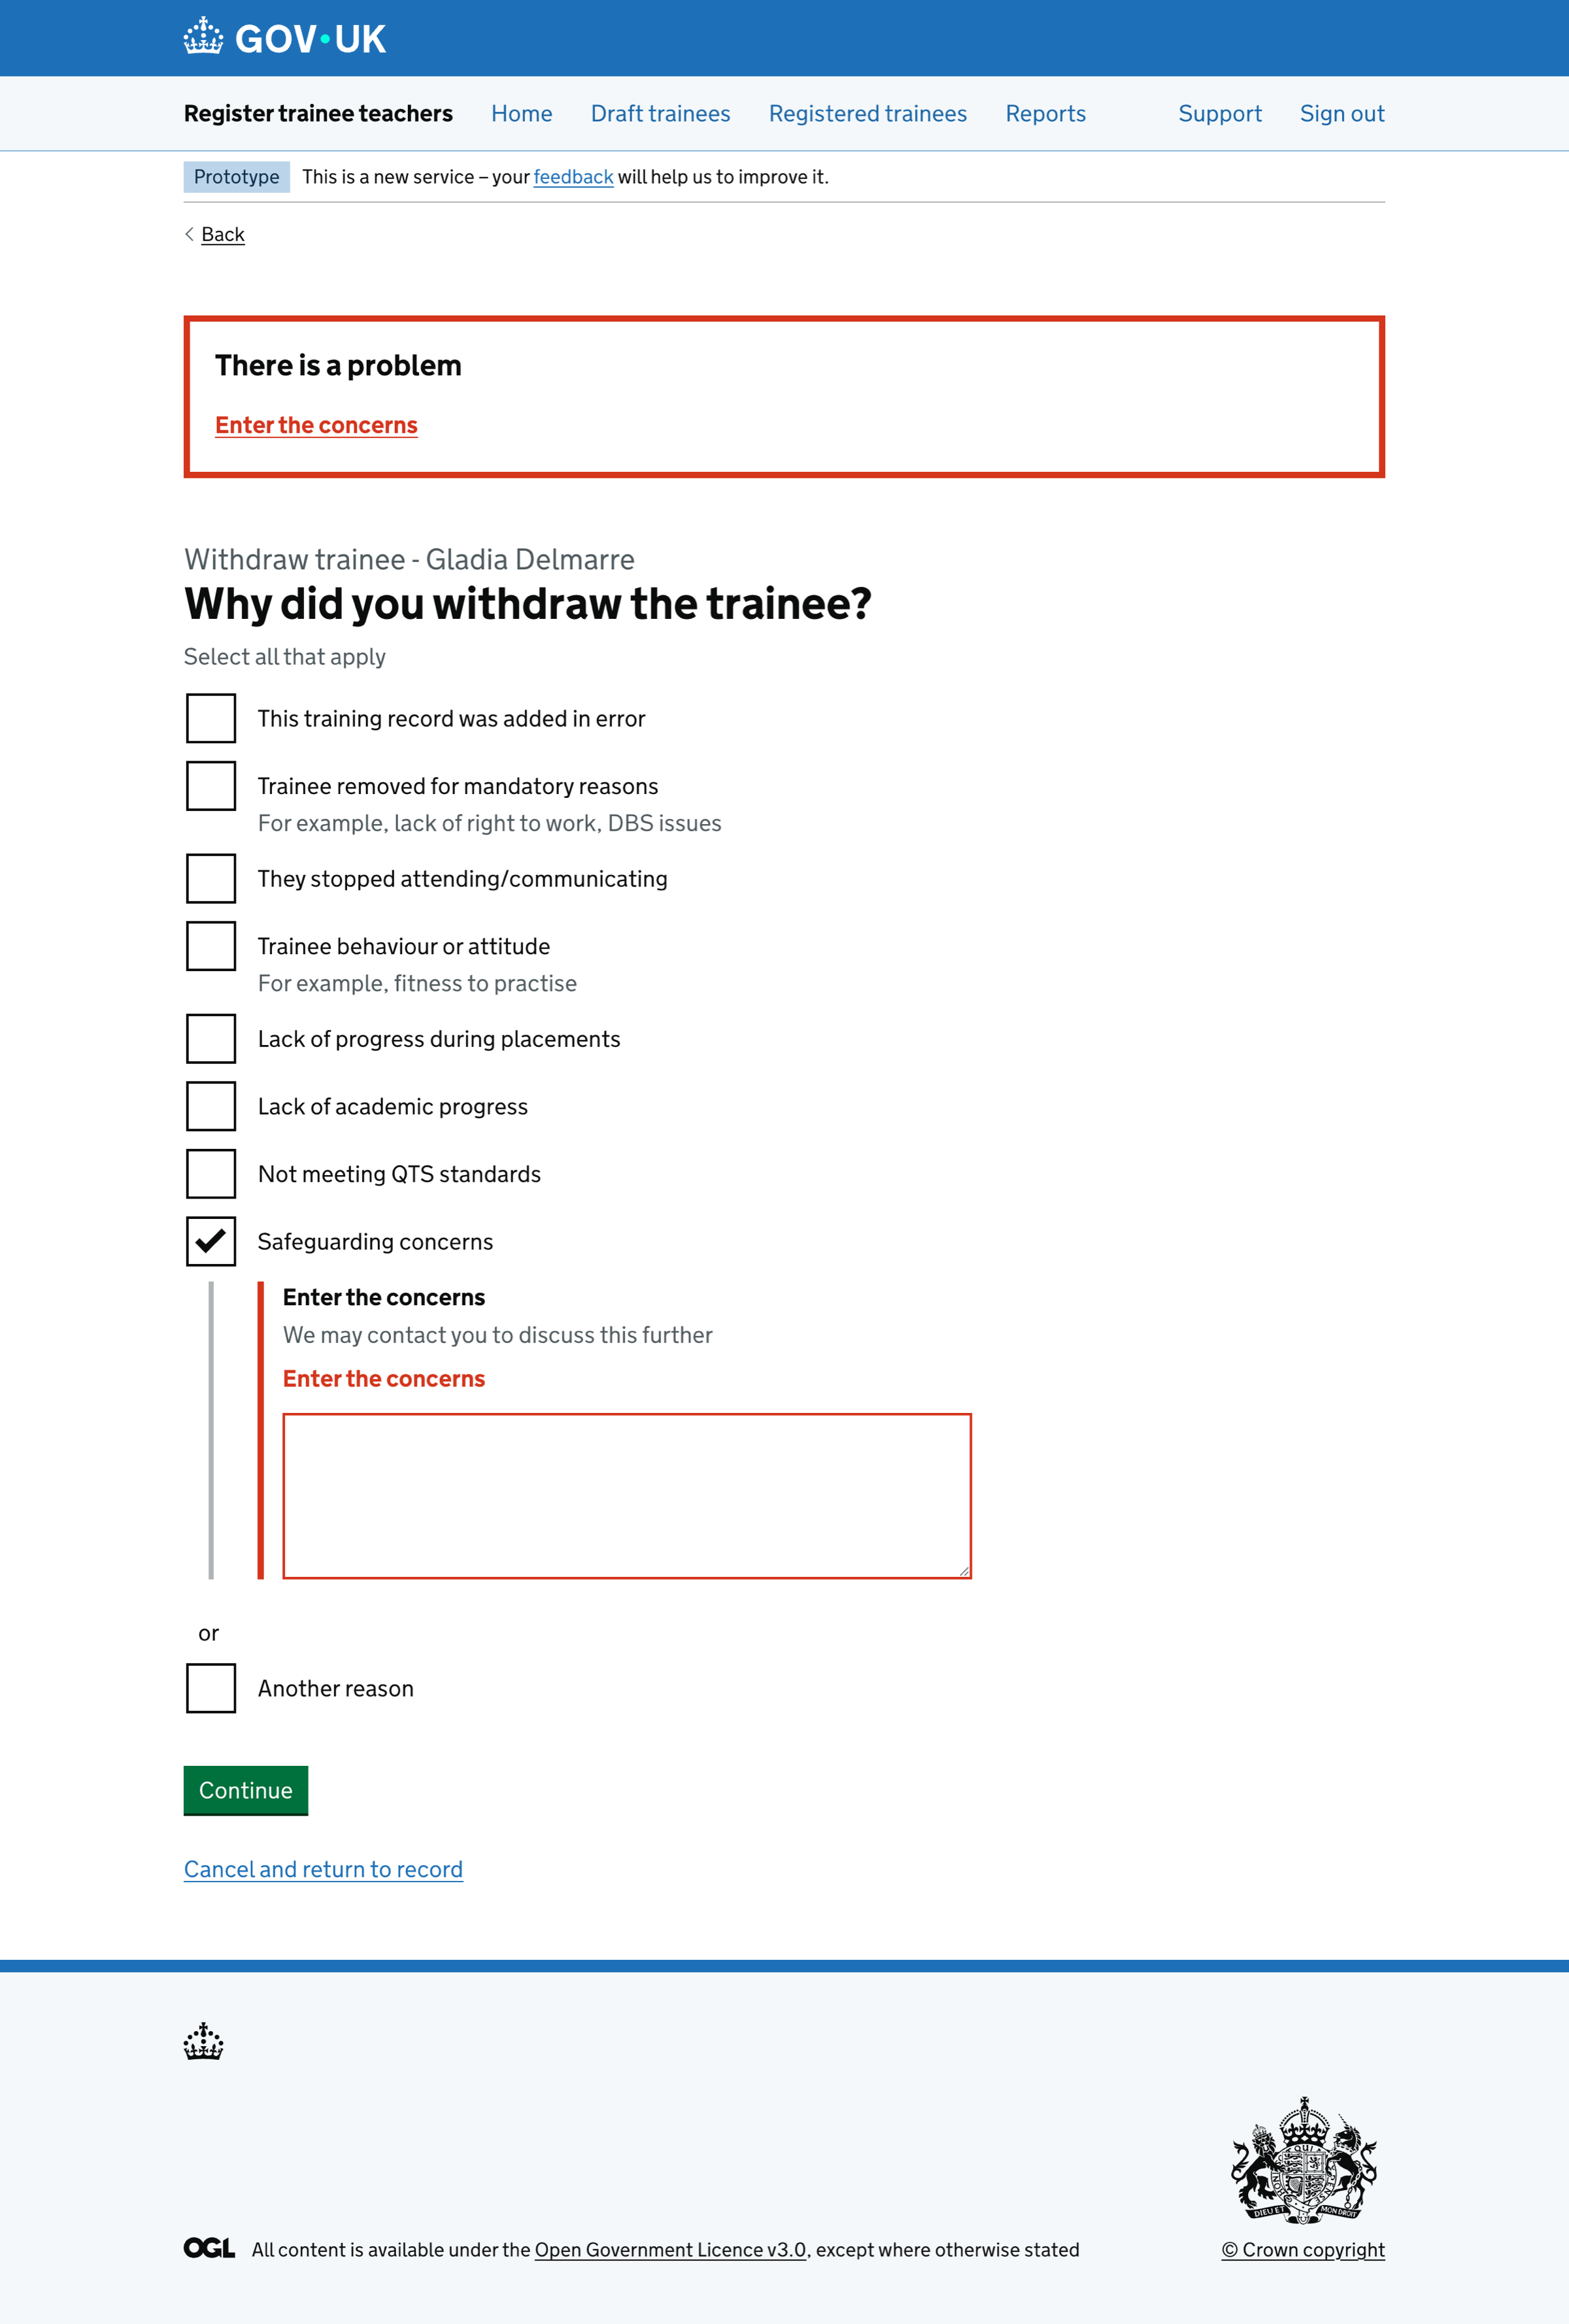 GOV·UK
Register trainee teachers Home Draft trainees Registered trainees Reports Support Sign out
Prototype This is a new service – your feedback will help us to improve it.
Back
There is a problem
Enter the concerns
Withdraw trainee - Gladia Delmarre
Why did you withdraw the trainee?
Select all that apply
This training record was added in error
Trainee removed for mandatory reasons
For example, lack of right to work, DBS issues
They stopped attending/communicating
Trainee behaviour or attitude
For example, fitness to practise
Lack of progress during placements
Lack of academic progress
Not meeting QTS standards
Safeguarding concerns
Enter the concerns
We may contact you to discuss this further
Enter the concerns
or
Another reason
Continue
Cancel and return to record
DIEU ET MON DROIT
OGL All content is available under the Open Government Licence v3.0, except where otherwise stated
© Crown copyright